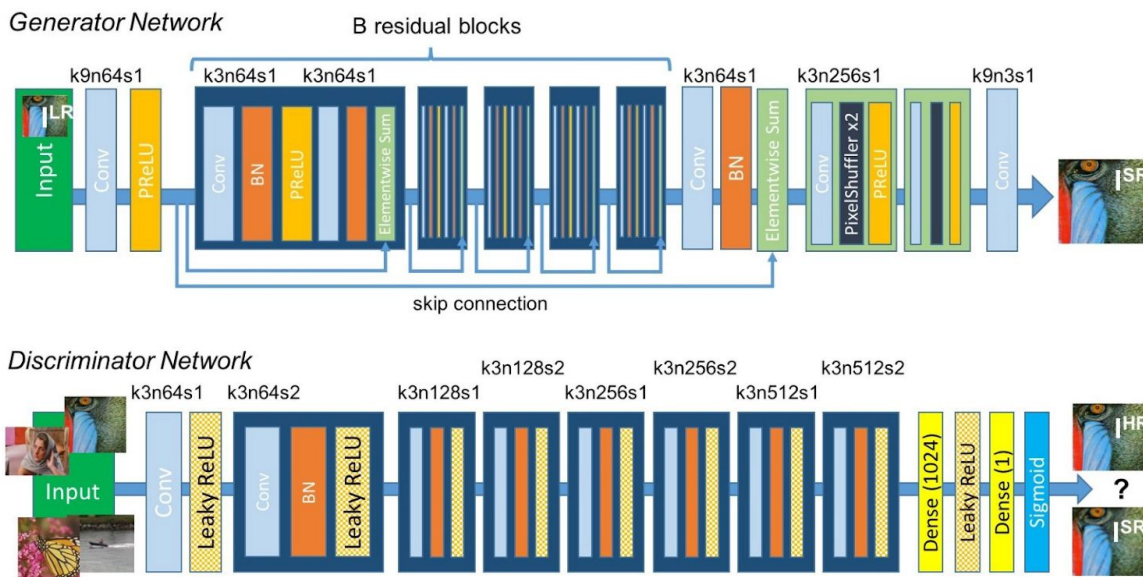 Generator Network
B residual blocks
k9n64s1
k3n64s1
k3n64s1
k3n64s1
k3n256s1
k9n3s1
I LR
Input
Conv
PReLU
Conv
BN
PReLU
Elementwise Sum
Conv
BN
Elementwise Sum
Conv
PixelShuffler x2
PReLU
Conv
I SR
skip connection
Discriminator Network
k3n64s1
k3n64s2
k3n128s1
k3n128s2
k3n256s1
k3n256s2
k3n512s1
k3n512s2
Input
Conv
Leaky ReLU
Conv
BN
Leaky ReLU
Dense (1024)
Leaky ReLU
Dense (1)
Sigmoid
I HR
?
I SR